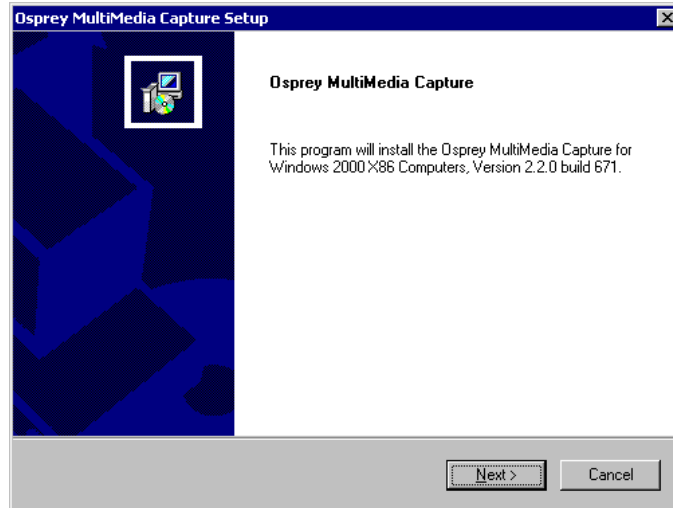 Osprey MultiMedia Capture Setup
Osprey MultiMedia Capture
This program will install the Osprey MultiMedia Capture for
Windows 2000 X86 Computers, Version 2.2.0 build 671.
Next >
Cancel